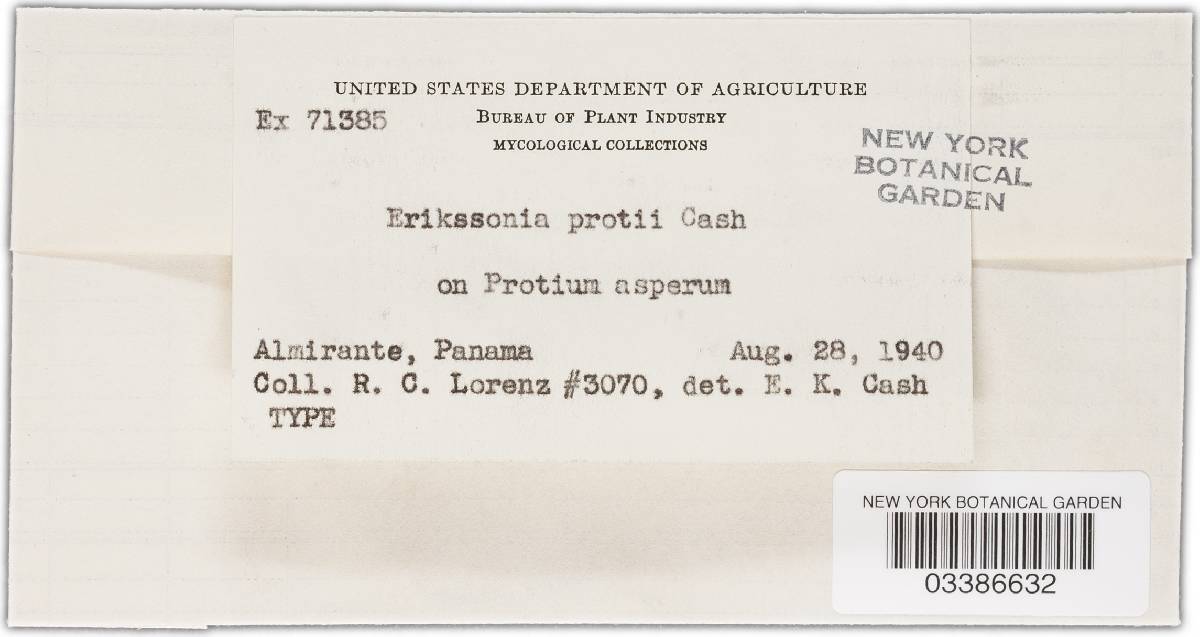 UNITED STATES DEPARTMENT OF AGRICULTURE
Ex 71385
BUREAU OF PLANT INDUSTRY
MYCOLOGICAL COLLECTIONS
NEW YORK
BOTANICAL
GARDEN
Erikssonia protii Cash
on Protium asperum
Almirante, Panama Aug. 28, 1940
Coll. R. C. Lorenz #3070, det. E. K. Cash
TYPE
NEW YORK BOTANICAL GARDEN
03386632